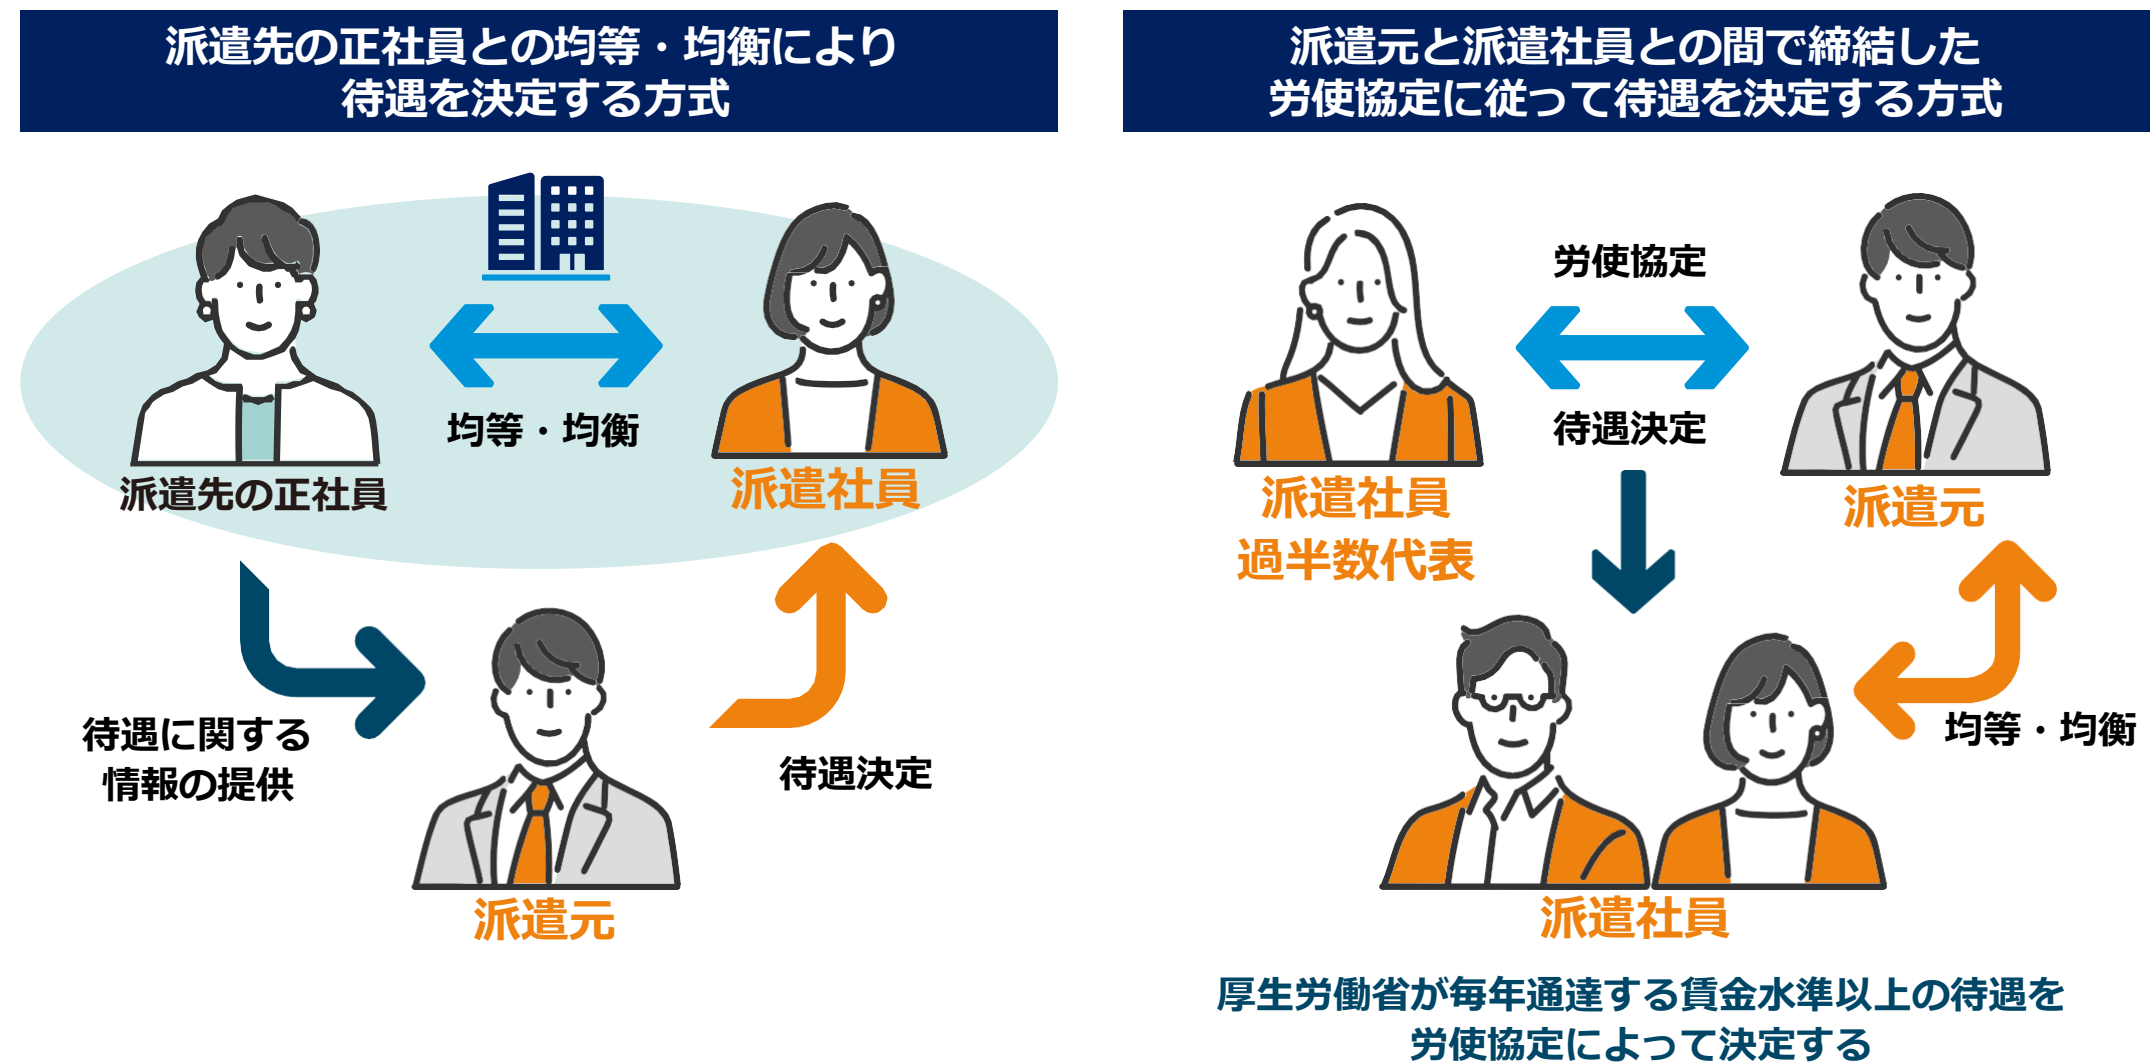 派遣先の正社員との均等・均衡により
待遇を決定する方式
均等・均衡
派遣先の正社員
派遣社員
待遇に関する
情報の提供
待遇決定
派遣元
派遣元と派遣社員との間で締結した
労使協定に従って待遇を決定する方式
労使協定
待遇決定
派遣社員
過半数代表
派遣元
均等・均衡
派遣社員
厚生労働省が毎年通達する賃金水準以上の待遇を
労使協定によって決定する